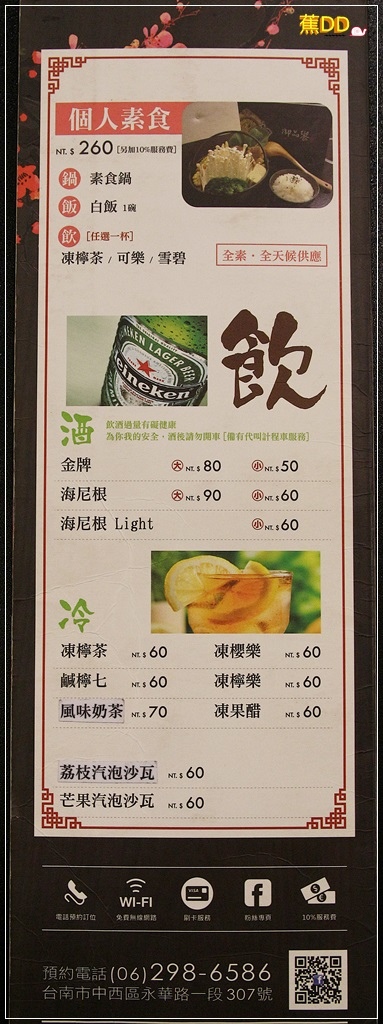 蕉DD
個人素食
NT. $ 260 [另加10%服務費]
鍋 素食鍋
飯 白飯 1碗
飲 [任選一杯]
凍檸茶 / 可樂 / 雪碧
全素・全天候供應
HEINEKEN LAGER BEER
Heineken
飲
酒 飲酒過量有礙健康
為你我的安全，酒後請勿開車 [備有代叫計程車服務]
金牌 大 NT. $ 80 小 NT. $ 50
海尼根 大 NT. $ 90 小 NT. $ 60
海尼根 Light 小 NT. $ 60
冷
凍檸茶 NT. $ 60 凍櫻樂 NT. $ 60
鹹檸七 NT. $ 60 凍檸樂 NT. $ 60
風味奶茶 NT. $ 70 凍果醋 NT. $ 60
荔枝汽泡沙瓦 NT. $ 60
芒果汽泡沙瓦 NT. $ 60
WI-FI
電話預約訂位 免費無線網路 刷卡服務 粉絲專頁 10%服務費
預約電話 (06) 298-6586
台南市中西區永華路一段307號